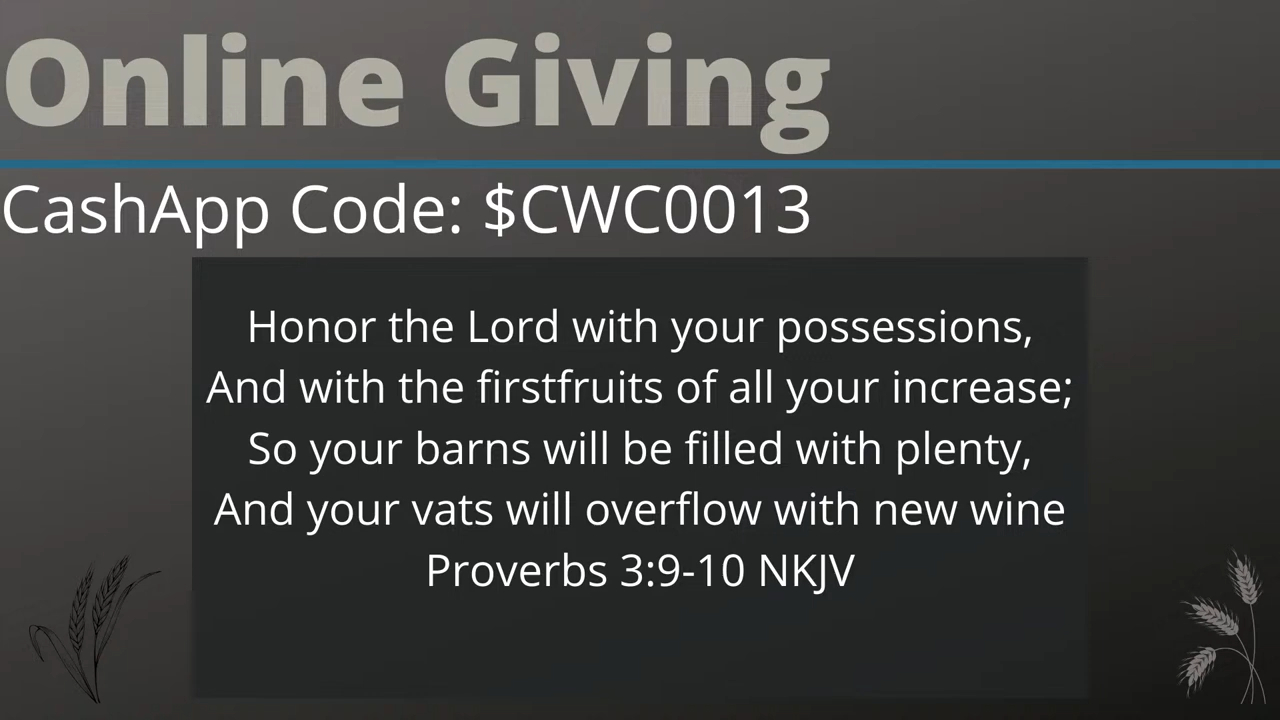 Online Giving
CashApp Code: $CWC0013
Honor the Lord with your possessions,
And with the firstfruits of all your increase;
So your barns will be filled with plenty,
And your vats will overflow with new wine
Proverbs 3:9-10 NKJV